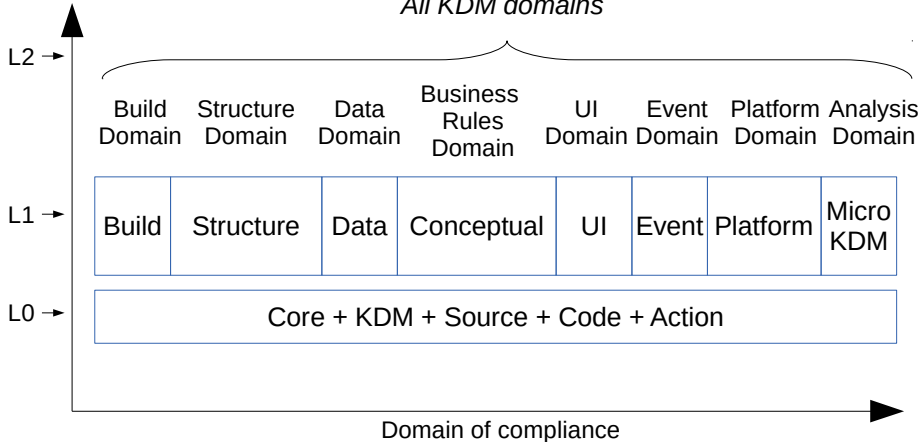 All KDM domains
L2
Build Domain
Structure Domain
Data Domain
Business Rules Domain
UI Domain
Event Domain
Platform Domain
Analysis Domain
L1
Build
Structure
Data
Conceptual
UI
Event
Platform
Micro KDM
L0
Core + KDM + Source + Code + Action
Domain of compliance